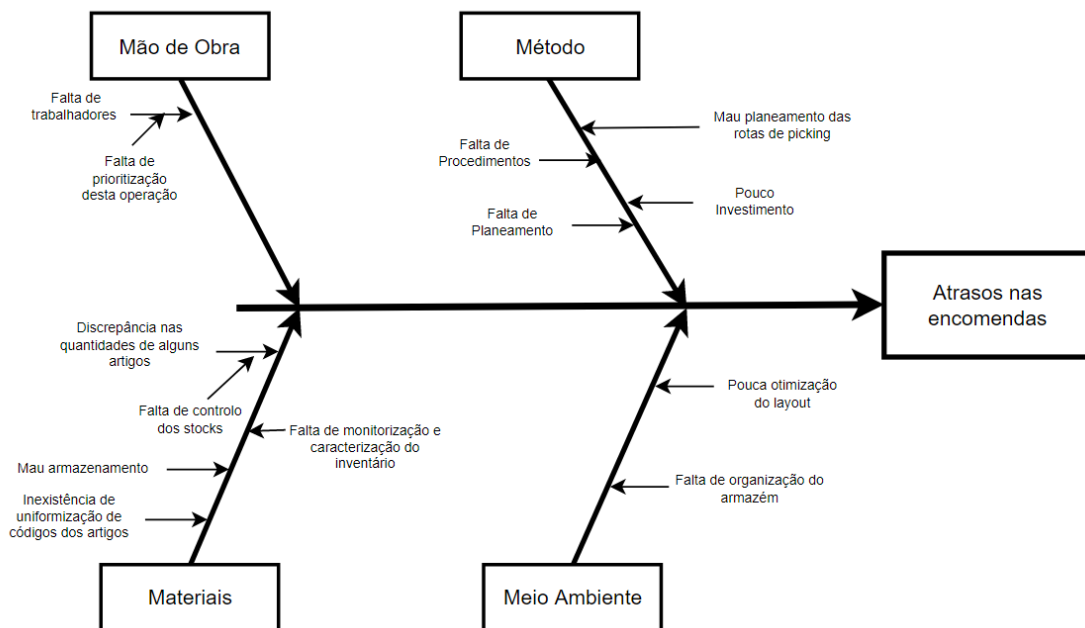 Mão de Obra
Falta de
trabalhadores
Falta de
prioritização
desta operação
Método
Mau planeamento das
rotas de picking
Falta de
Procedimentos
Pouco
Investimento
Falta de
Planeamento
Atrasos nas
encomendas
Discrepância nas
quantidades de alguns
artigos
Falta de controlo
dos stocks
Falta de monitorização e
caracterização do
inventário
Mau armazenamento
Inexistência de
uniformização de
códigos dos artigos
Materiais
Pouca otimização
do layout
Falta de organização do
armazém
Meio Ambiente